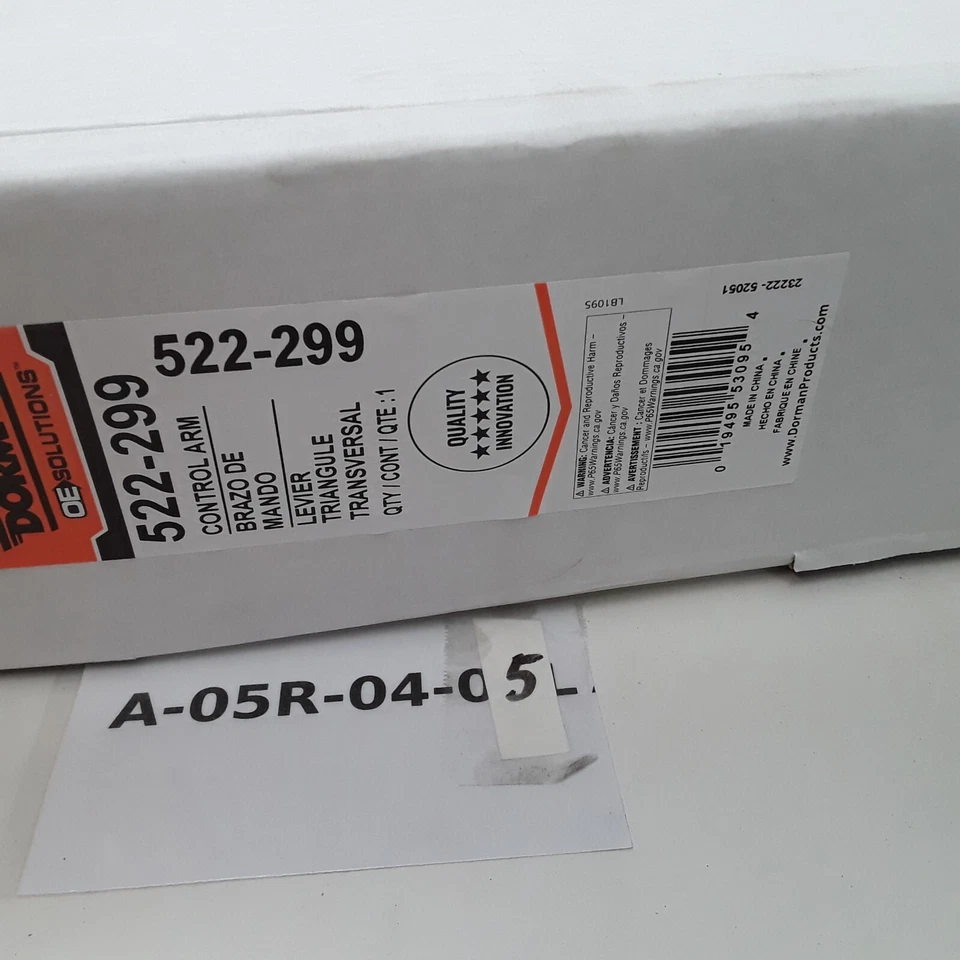 DORMAN
OE SOLUTIONS™
522-299
522-299
CONTROL ARM
BRAZO DE
MANDO
LEVIER
TRIANGULE
TRANSVERSAL
QTY / CONT / QTE : 1
QUALITY
INNOVATION
LB1095
⚠ WARNING: Cancer and Reproductive Harm –
www.P65Warnings.ca.gov
⚠ ADVERTENCIA: Cáncer y Daños Reproductivos –
www.P65Warnings.ca.gov
⚠ AVERTISSEMENT : Cancer et Dommages
Reproductifs – www.P65Warnings.ca.gov
0 19495 53095 4
23222- 52051
MADE IN CHINA
HECHO EN CHINA
FABRIQUE EN CHINE
www.DormanProducts.com
A-05R-04-05L